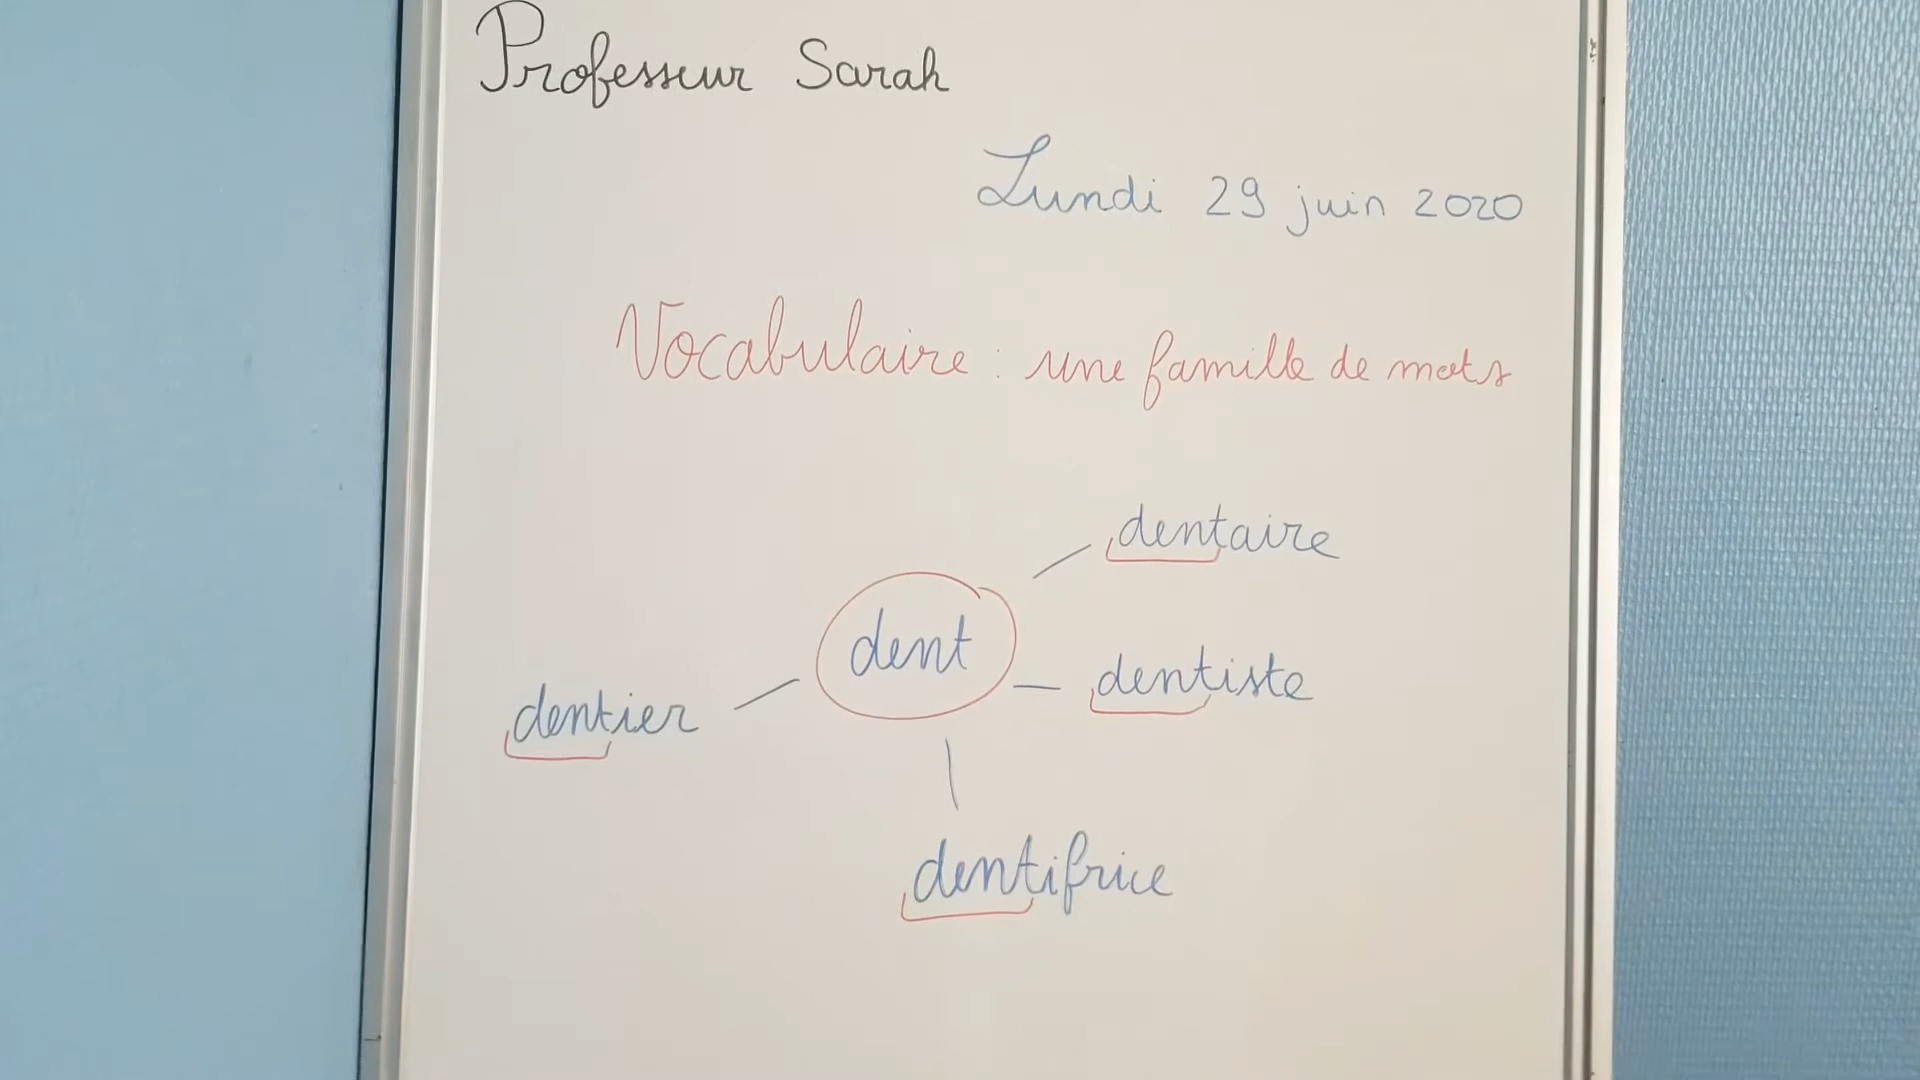 Professeur Sarah
Lundi 29 juin 2020
Vocabulaire : une famille de mots
dentaire
dent
dentiste
dentier
dentifrice